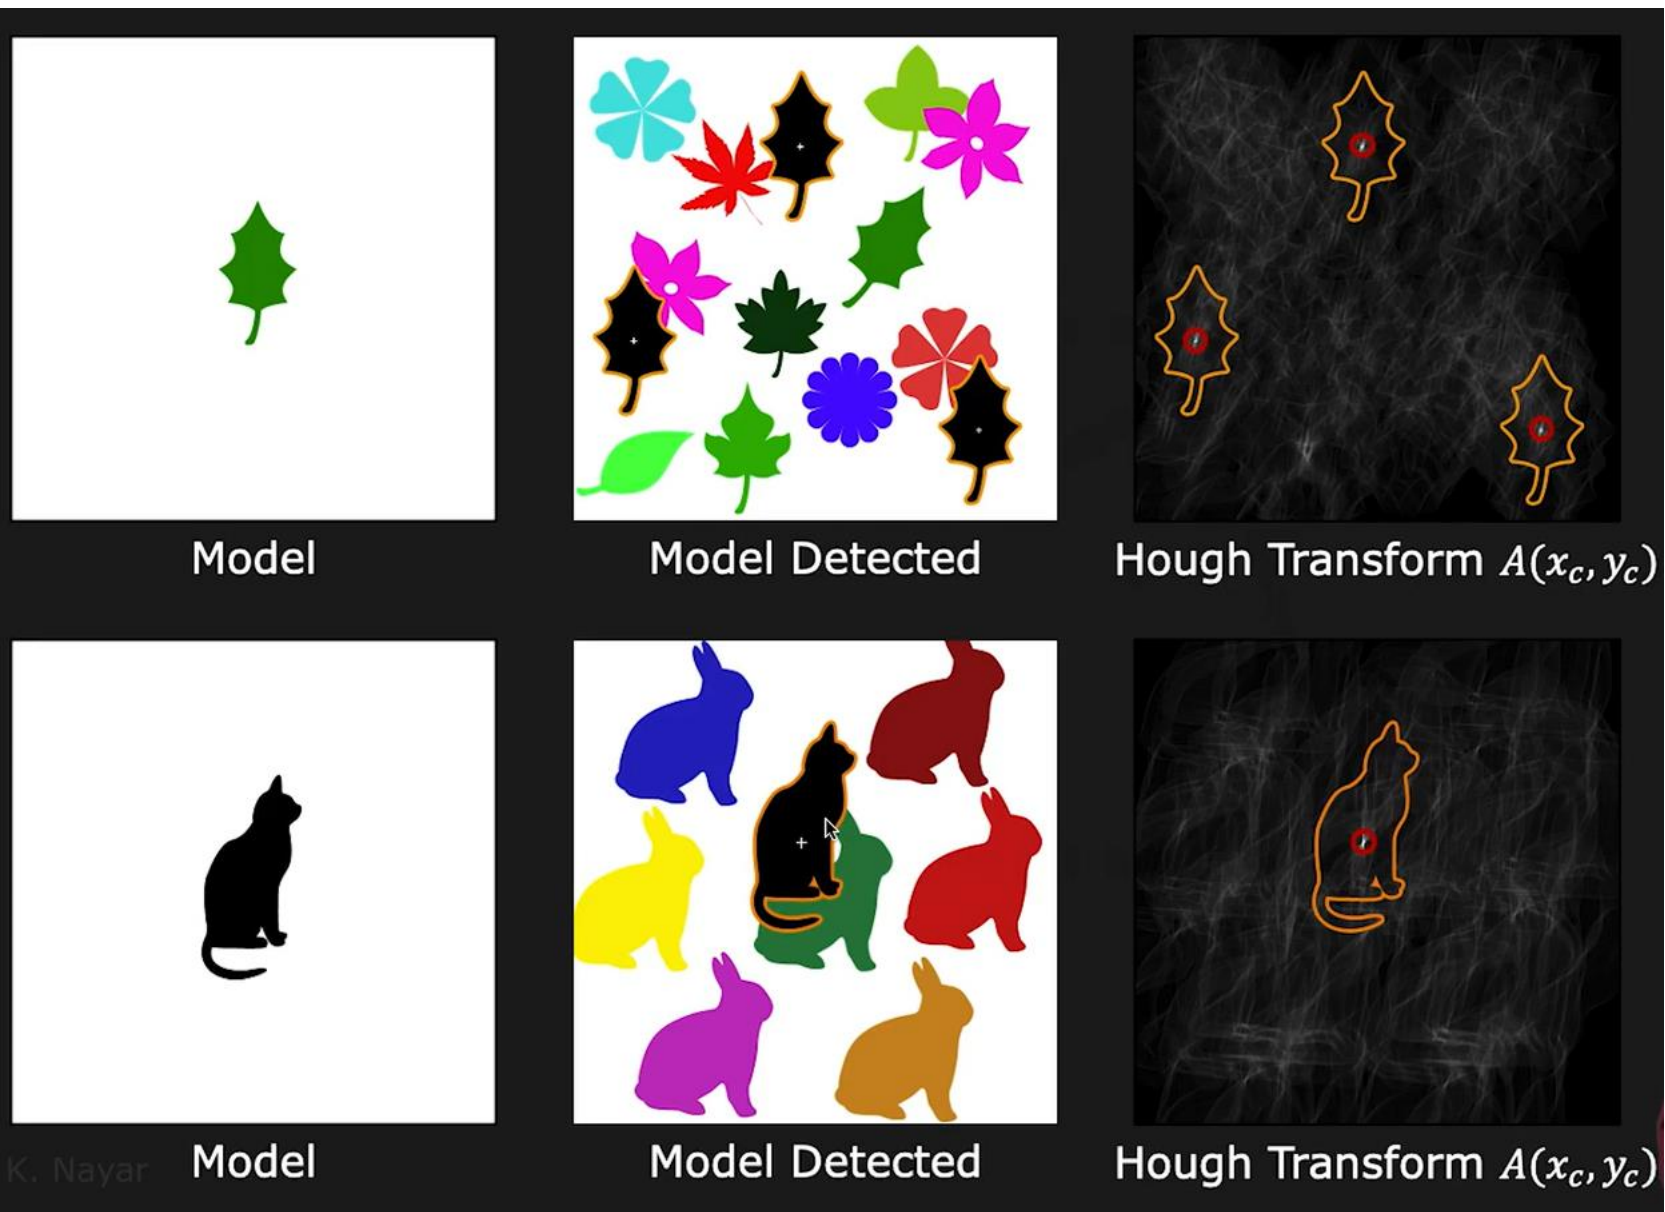 Model
Model Detected
Hough Transform A(x_c, y_c)
K. Nayar
Model
Model Detected
Hough Transform A(x_c, y_c)